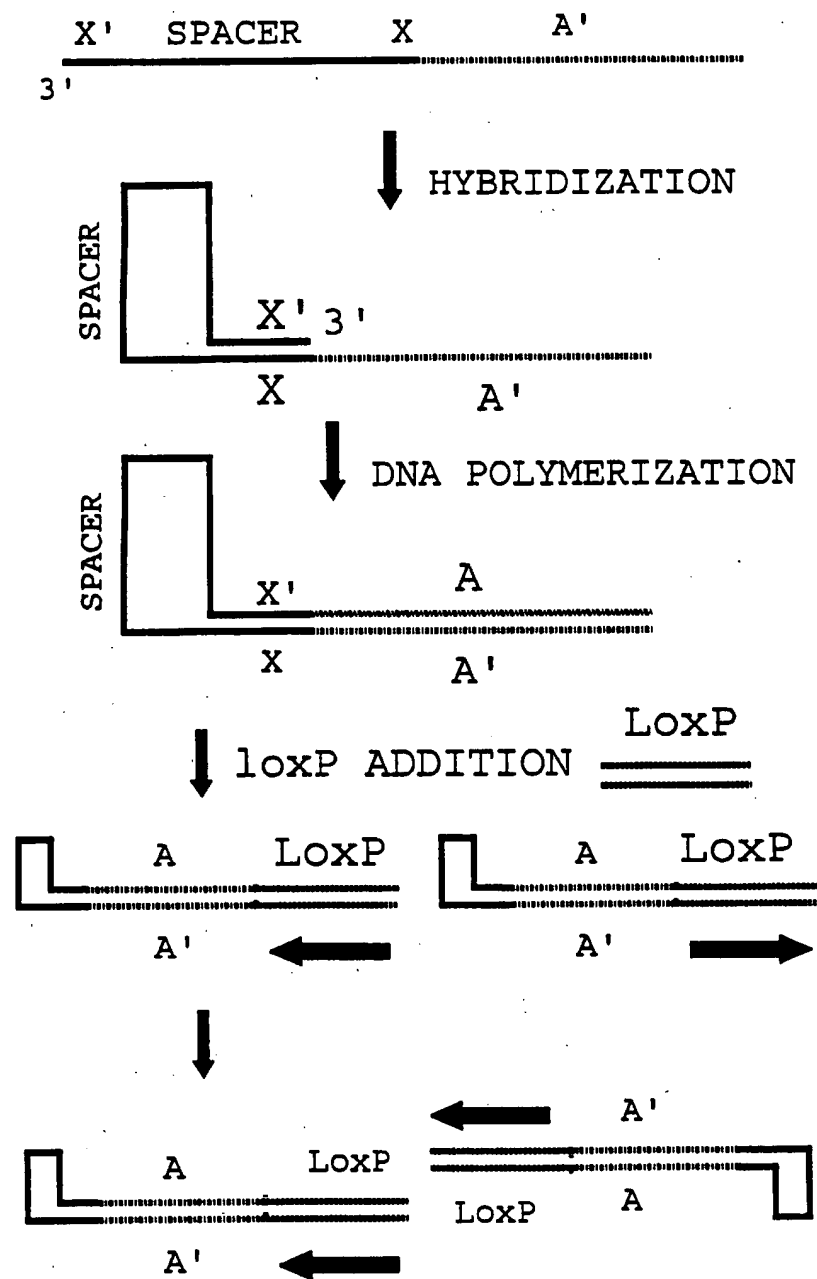 X' SPACER X A'
3'
HYBRIDIZATION
SPACER
X' 3'
X A'
DNA POLYMERIZATION
SPACER
X' A
X A'
LoxP
loxP ADDITION
A LoxP A LoxP
A' A'
A'
A LoxP
LoxP A
A'